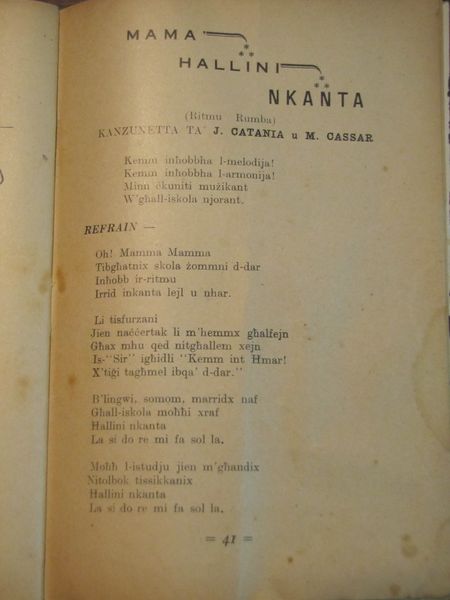 MAMA
HALLINI
NKANTA
(Ritmu Rumba)
KANZUNETTA TA' J. CATANIA u M. CASSAR
Kemm inħobbha l-melodija!
Kemm inħobbha l-armonija!
Minn ċkuniti mużikant
W'għall-iskola njorant.
REFRAIN —
Oh! Mamma Mamma
Tibgħatnix skola żommni d-dar
Inħobb ir-ritmu
Irrid inkanta lejl u nhar.
Li tisfurzani
Jien naċċertak li m'hemmx għalfejn
Għax mhu qed nitgħallem xejn
Is-"Sir" igħidli "Kemm int Ħmar!
X'tiġi tagħmel ibqa' d-dar."
B'lingwi, somom, marridx naf
Għall-iskola moħħi xraf
Ħallini nkanta
La si do re mi fa sol la.
Moħħ l-istudju jien m'għandix
Nitolbok tissikkanix
Ħallini nkanta
La si do re mi fa sol la.
= 41 =